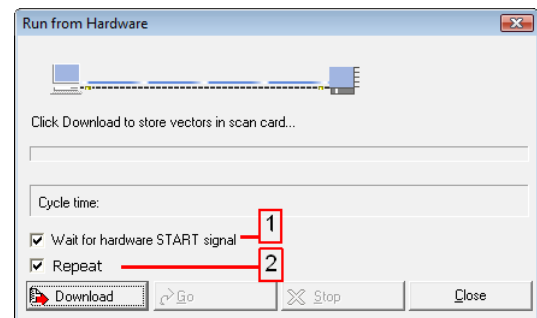 Run from Hardware
Click Download to store vectors in scan card...
Cycle time:
Wait for hardware START signal
1
Repeat
2
Download Go Stop Close